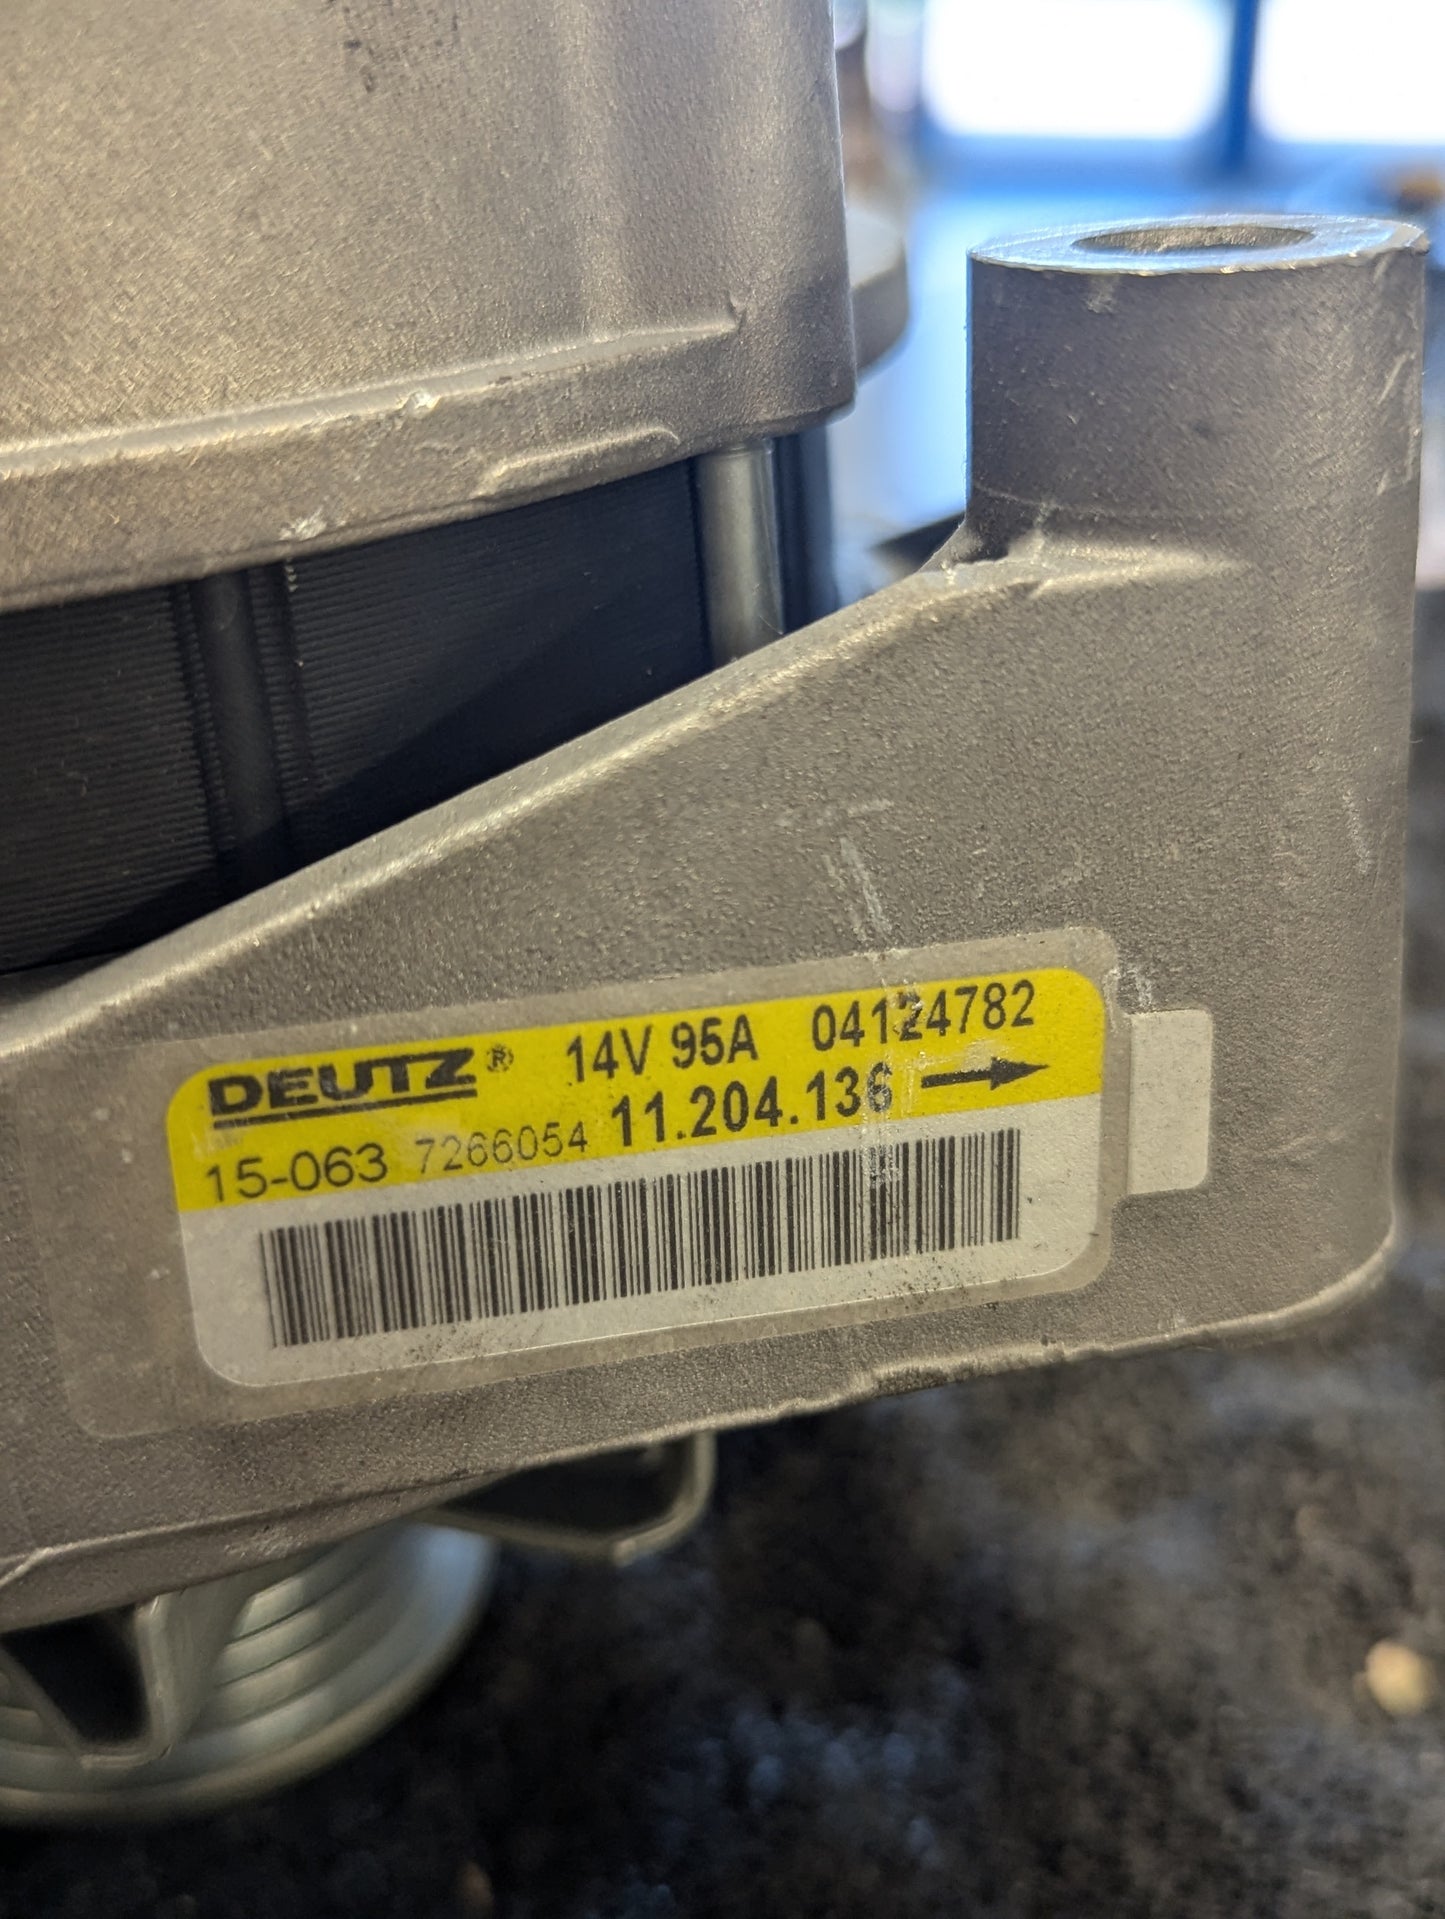 DEUTZ® 14V 95A 04124782
15-063 7266054 11.204.136 →